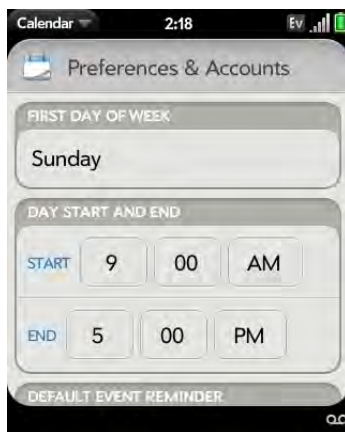 Calendar 2:18 Ev
Preferences & Accounts
FIRST DAY OF WEEK
Sunday
DAY START AND END
START 9 00 AM
END 5 00 PM
DEFAULT EVENT REMINDER